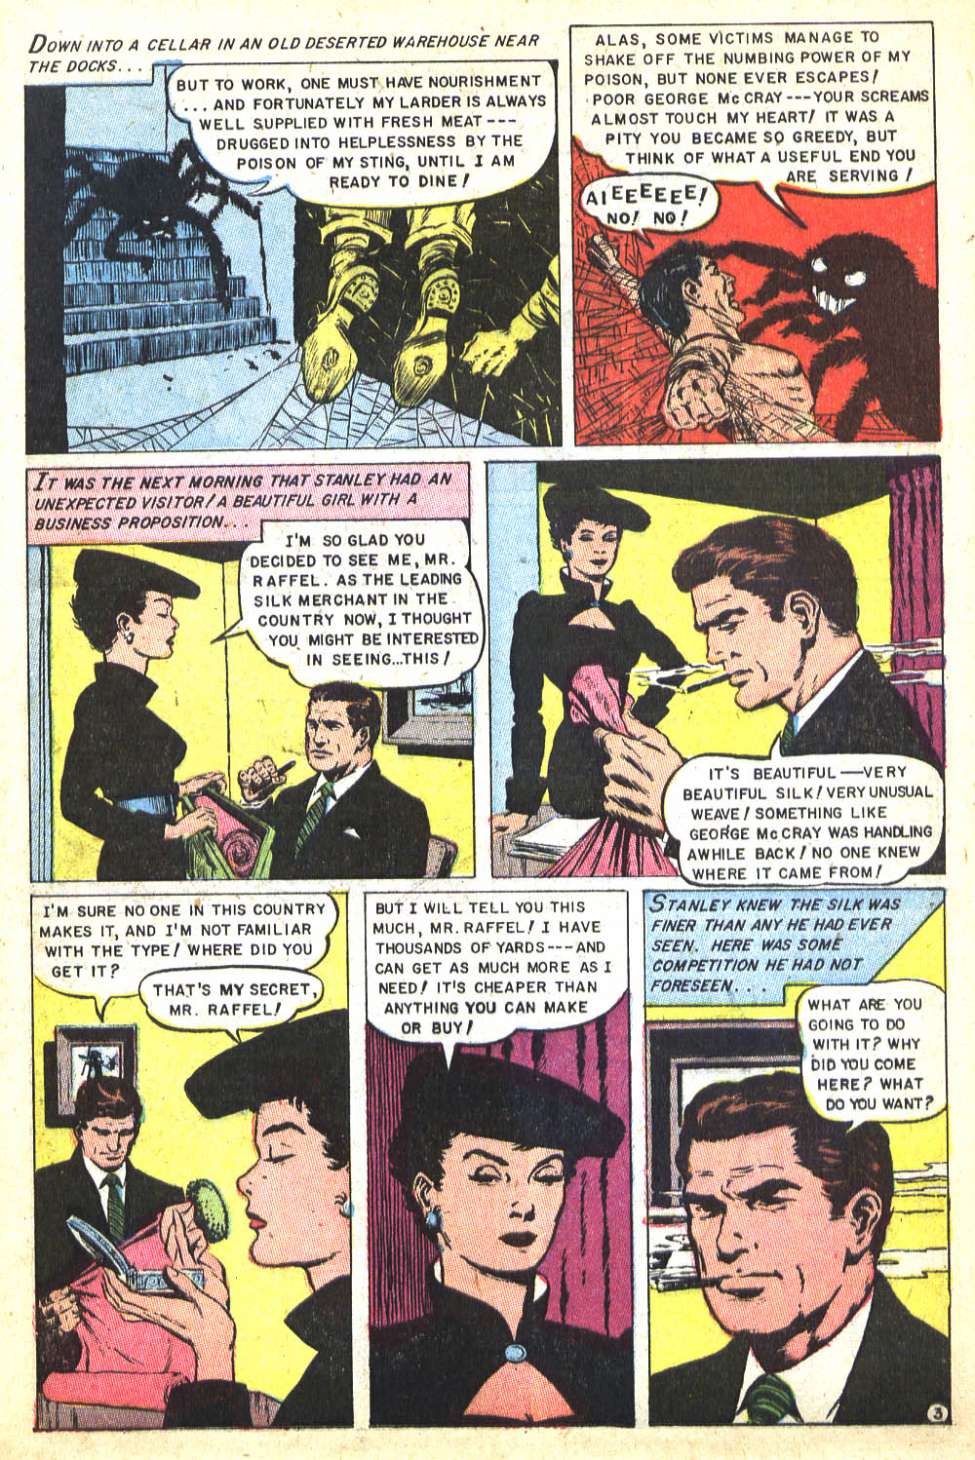 DOWN INTO A CELLAR IN AN OLD DESERTED WAREHOUSE NEAR
THE DOCKS...
BUT TO WORK, ONE MUST HAVE NOURISHMENT
...AND FORTUNATELY MY LARDER IS ALWAYS
WELL SUPPLIED WITH FRESH MEAT---
DRUGGED INTO HELPLESSNESS BY THE
POISON OF MY STING, UNTIL I AM
READY TO DINE!
ALAS, SOME VICTIMS MANAGE TO
SHAKE OFF THE NUMBING POWER OF MY
POISON, BUT NONE EVER ESCAPES!
POOR GEORGE McCRAY---YOUR SCREAMS
ALMOST TOUCH MY HEART! IT WAS A
PITY YOU BECAME SO GREEDY, BUT
THINK OF WHAT A USEFUL END YOU
ARE SERVING!
AIEEEEEEE!
NO! NO!
IT WAS THE NEXT MORNING THAT STANLEY HAD AN
UNEXPECTED VISITOR! A BEAUTIFUL GIRL WITH A
BUSINESS PROPOSITION...
I'M SO GLAD YOU
DECIDED TO SEE ME, MR.
RAFFEL. AS THE LEADING
SILK MERCHANT IN THE
COUNTRY NOW, I THOUGHT
YOU MIGHT BE INTERESTED
IN SEEING...THIS!
IT'S BEAUTIFUL—VERY
BEAUTIFUL SILK! VERY UNUSUAL
WEAVE! SOMETHING LIKE
GEORGE McCRAY WAS HANDLING
AWHILE BACK! NO ONE KNEW
WHERE IT CAME FROM!
I'M SURE NO ONE IN THIS COUNTRY
MAKES IT, AND I'M NOT FAMILIAR
WITH THE TYPE! WHERE DID YOU
GET IT?
THAT'S MY SECRET,
MR. RAFFEL!
BUT I WILL TELL YOU THIS
MUCH, MR. RAFFEL! I HAVE
THOUSANDS OF YARDS---AND
CAN GET AS MUCH MORE AS I
NEED! IT'S CHEAPER THAN
ANYTHING YOU CAN MAKE
OR BUY!
STANLEY KNEW THE SILK WAS
FINER THAN ANY HE HAD EVER
SEEN. HERE WAS SOME
COMPETITION HE HAD NOT
FORESEEN...
WHAT ARE YOU
GOING TO DO
WITH IT? WHY
DID YOU COME
HERE? WHAT
DO YOU WANT?
3